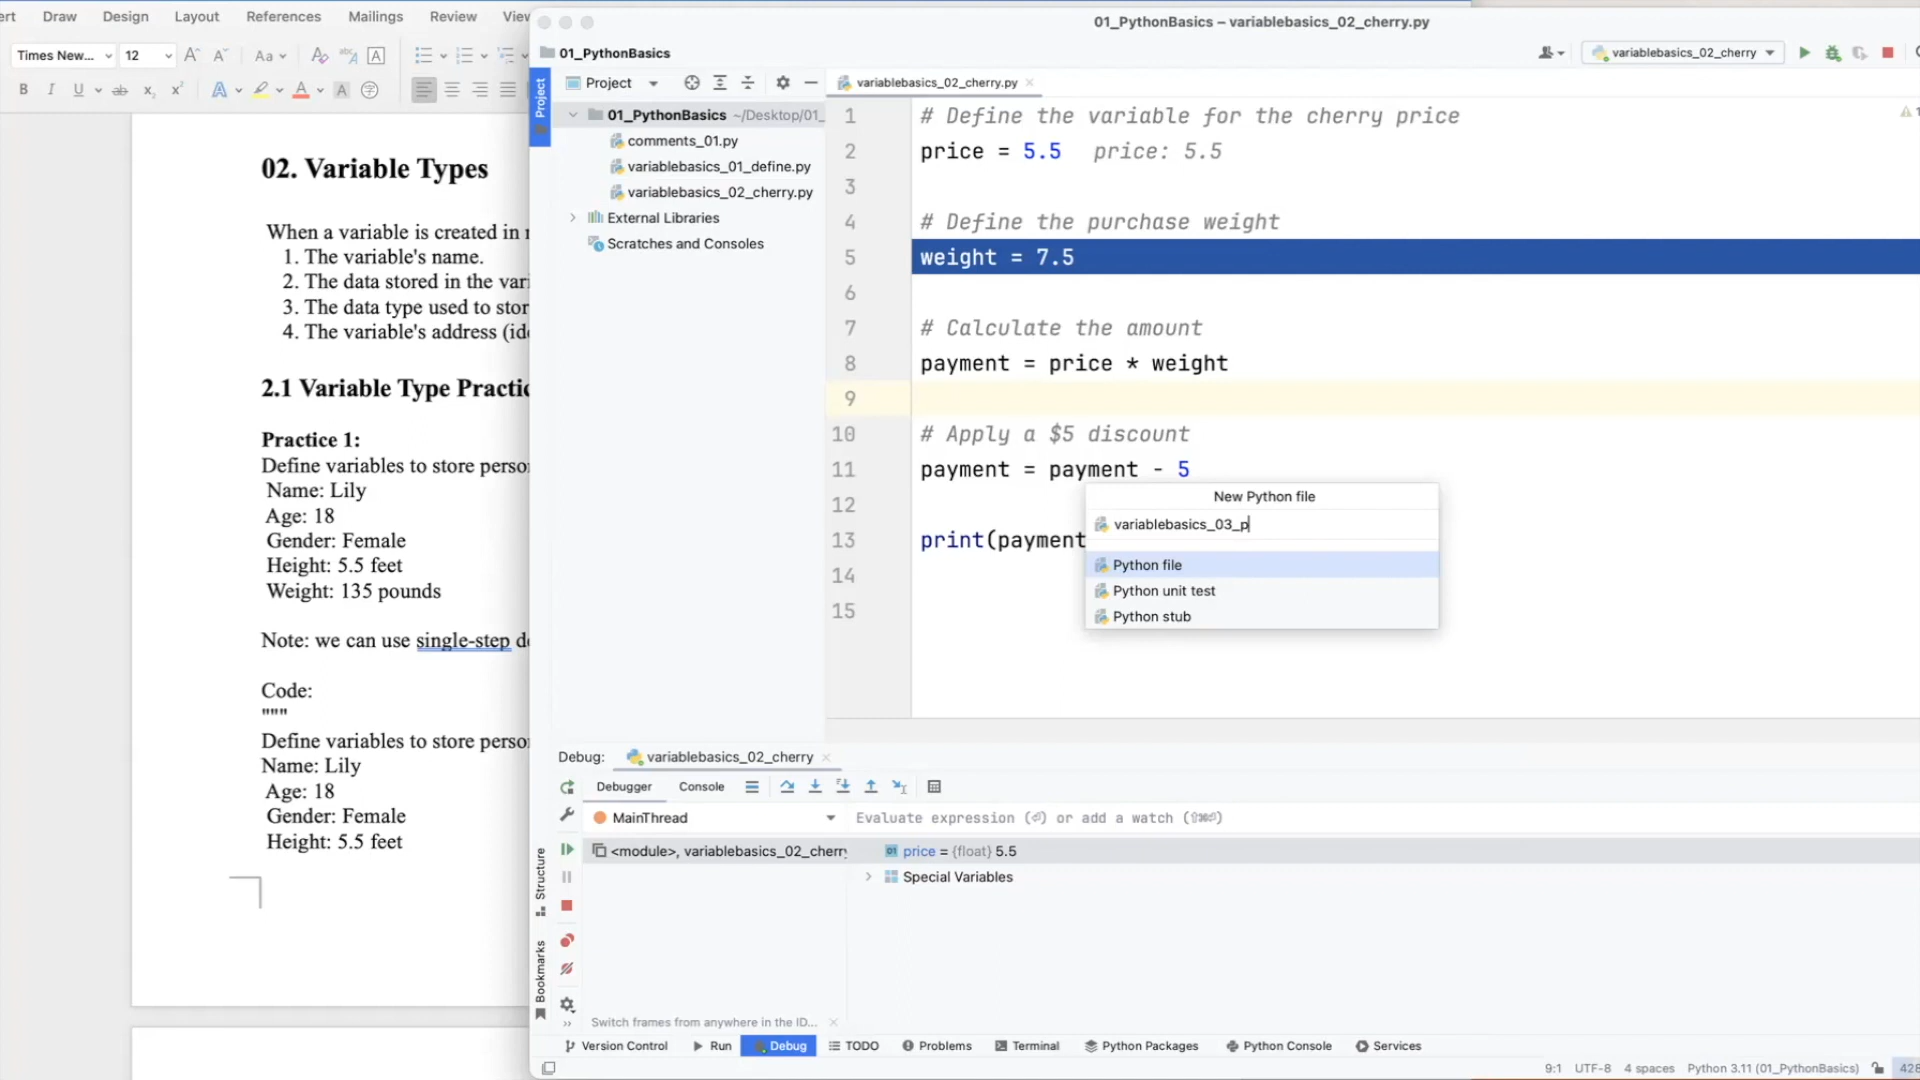 ert Draw Design Layout References Mailings Review View
Times New... 12 Aa
B I U ab x x A A A
02. Variable Types
When a variable is created in
1. The variable's name.
2. The data stored in the var
3. The data type used to stor
4. The variable's address (id
2.1 Variable Type Practic
Practice 1:
Define variables to store perso
Name: Lily
Age: 18
Gender: Female
Height: 5.5 feet
Weight: 135 pounds
Note: we can use single-step de
Code:
"""
Define variables to store perso
Name: Lily
Age: 18
Gender: Female
Height: 5.5 feet
01_PythonBasics – variablebasics_02_cherry.py
01_PythonBasics
variablebasics_02_cherry
Project
Project
variablebasics_02_cherry.py
01_PythonBasics ~/Desktop/01_
comments_01.py
variablebasics_01_define.py
variablebasics_02_cherry.py
External Libraries
Scratches and Consoles
1 # Define the variable for the cherry price
2 price = 5.5 price: 5.5
3
4 # Define the purchase weight
5 weight = 7.5
6
7 # Calculate the amount
8 payment = price * weight
9
10 # Apply a $5 discount
11 payment = payment - 5
12
13 print(payment
14
15
New Python file
variablebasics_03_p
Python file
Python unit test
Python stub
Debug: variablebasics_02_cherry
Debugger Console
MainThread
Evaluate expression (⏎) or add a watch (⇧⌘⏎)
<module>, variablebasics_02_cherry
price = {float} 5.5
Special Variables
Structure
Bookmarks
Switch frames from anywhere in the ID...
Version Control Run Debug TODO Problems Terminal Python Packages Python Console Services
9:1 UTF-8 4 spaces Python 3.11 (01_PythonBasics) 428